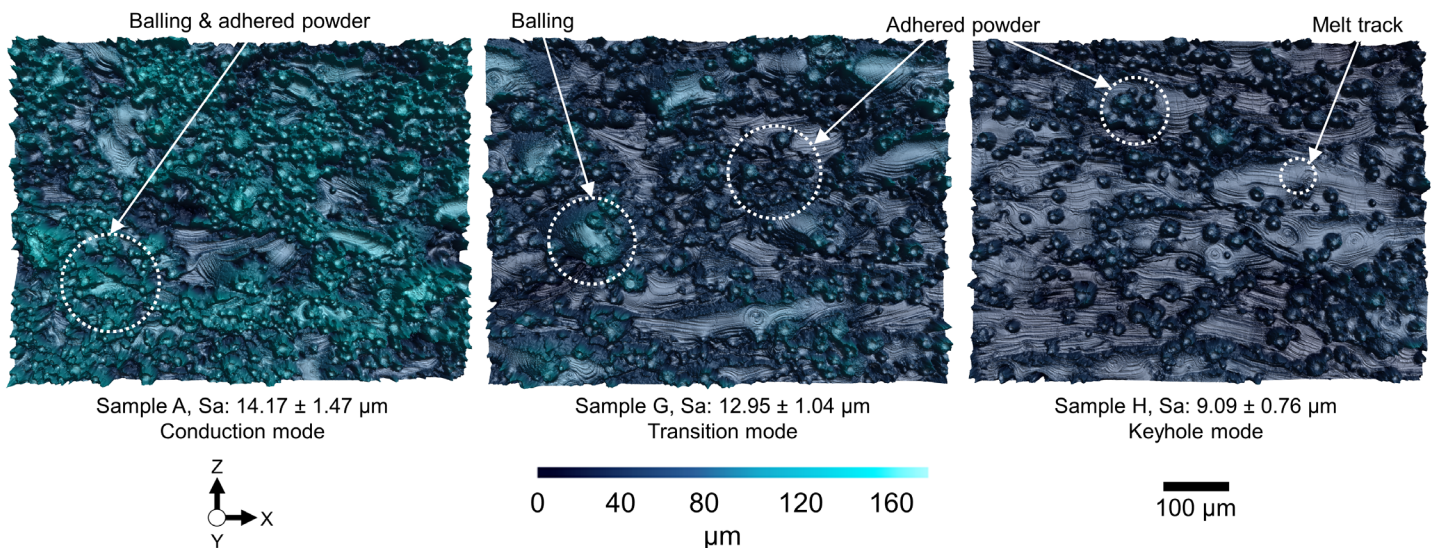 Balling & adhered powder
Balling
Adhered powder
Melt track
Sample A, Sa: 14.17 ± 1.47 µm
Conduction mode
Sample G, Sa: 12.95 ± 1.04 µm
Transition mode
Sample H, Sa: 9.09 ± 0.76 µm
Keyhole mode
Z
X
Y
0 40 80 120 160
µm
100 µm